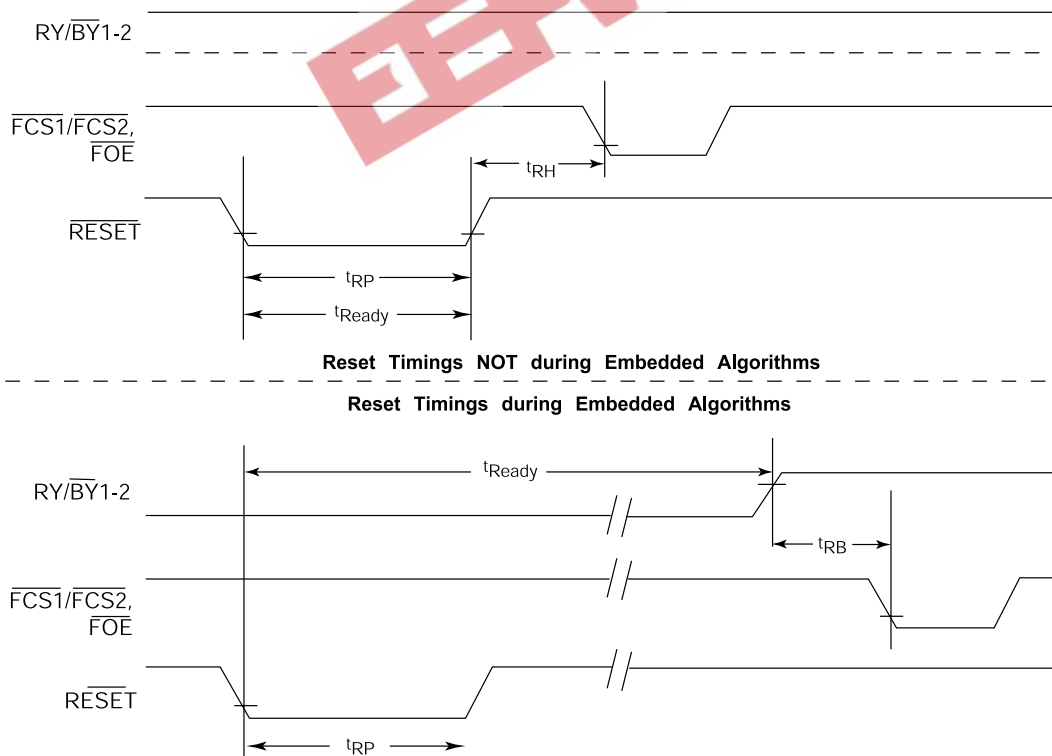 RY/BY1-2
FCS1/FCS2,
FOE
tRH
RESET
tRP
tReady
Reset Timings NOT during Embedded Algorithms
Reset Timings during Embedded Algorithms
tReady
RY/BY1-2
tRB
FCS1/FCS2,
FOE
RESET
tRP